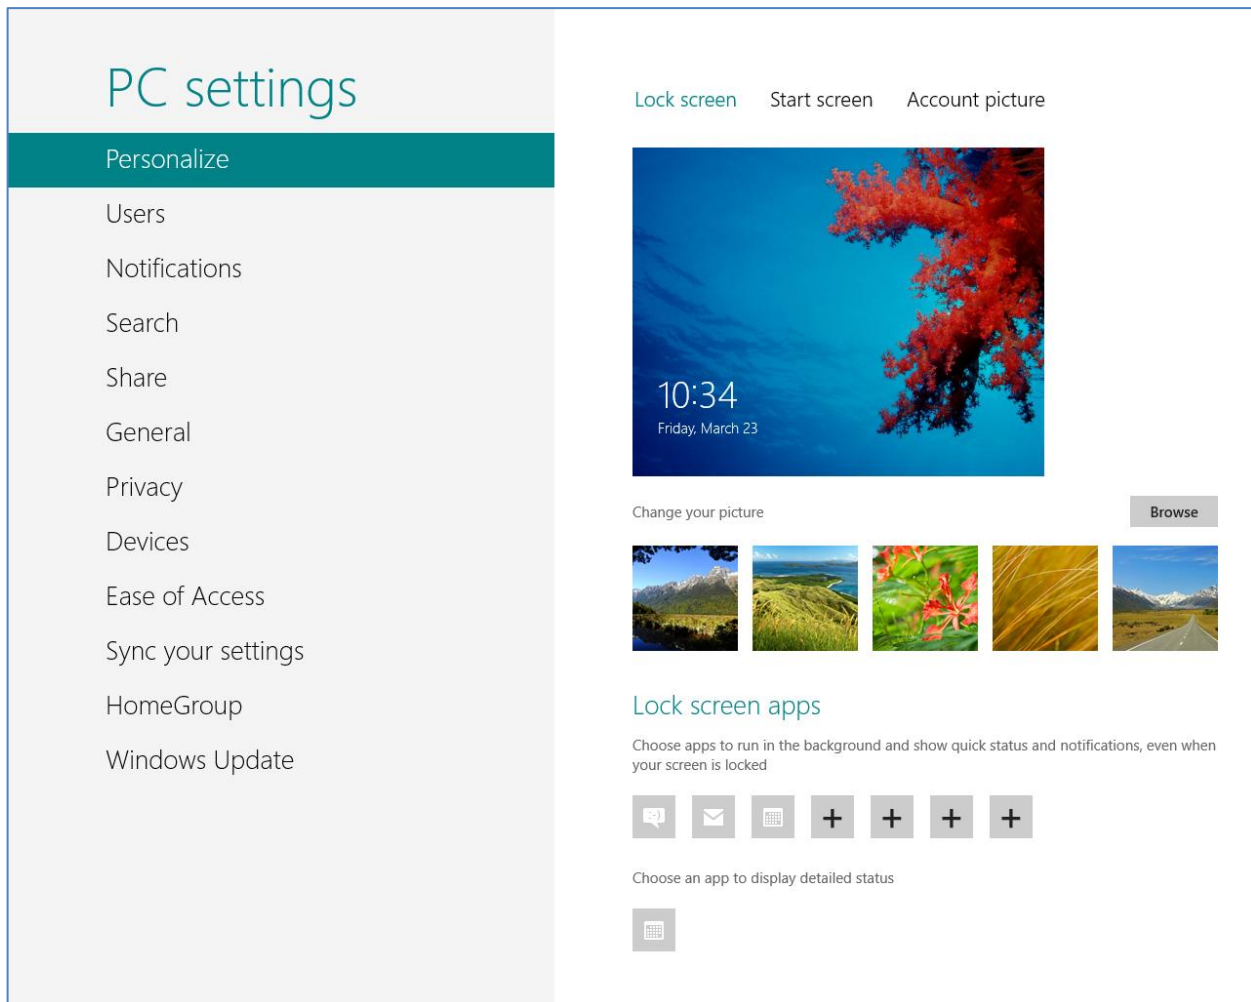 PC settings
Personalize
Users
Notifications
Search
Share
General
Privacy
Devices
Ease of Access
Sync your settings
HomeGroup
Windows Update
Lock screen Start screen Account picture
10:34
Friday, March 23
Change your picture
Browse
Lock screen apps
Choose apps to run in the background and show quick status and notifications, even when
your screen is locked
Choose an app to display detailed status